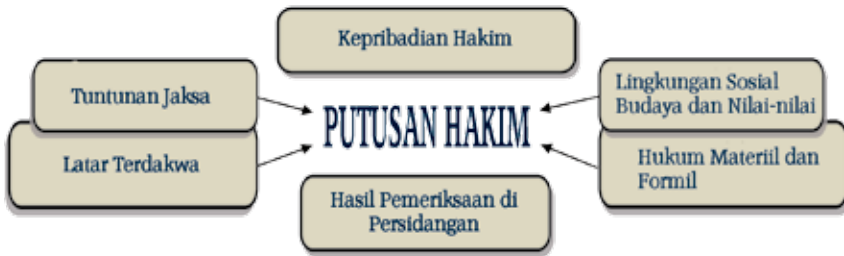 Kepribadian Hakim
Tuntunan Jaksa
Lingkungan Sosial
Budaya dan Nilai-nilai
PUTUSAN HAKIM
Latar Terdakwa
Hukum Materiil dan
Formil
Hasil Pemeriksaan di
Persidangan